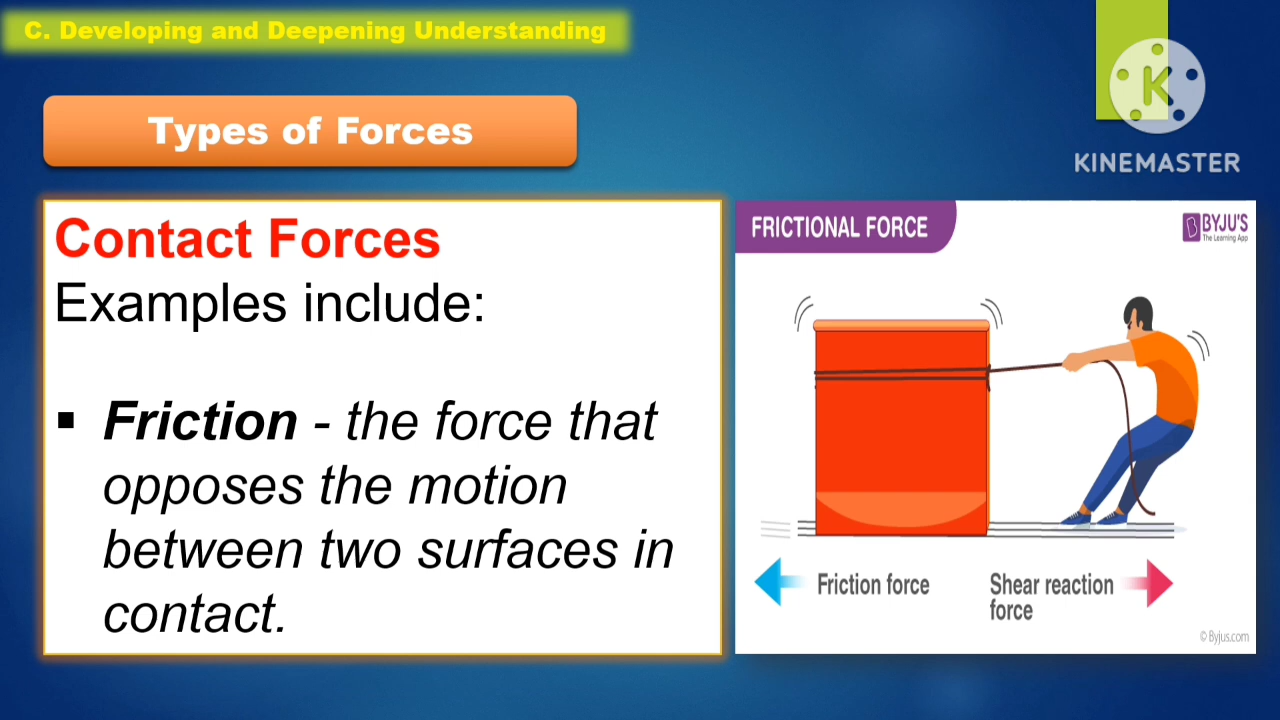 C. Developing and Deepening Understanding
KINEMASTER
Types of Forces
Contact Forces
Examples include:
▪ Friction - the force that
opposes the motion
between two surfaces in
contact.
FRICTIONAL FORCE
BYJU'S
The Learning App
Friction force
Shear reaction
force
© Byjus.com